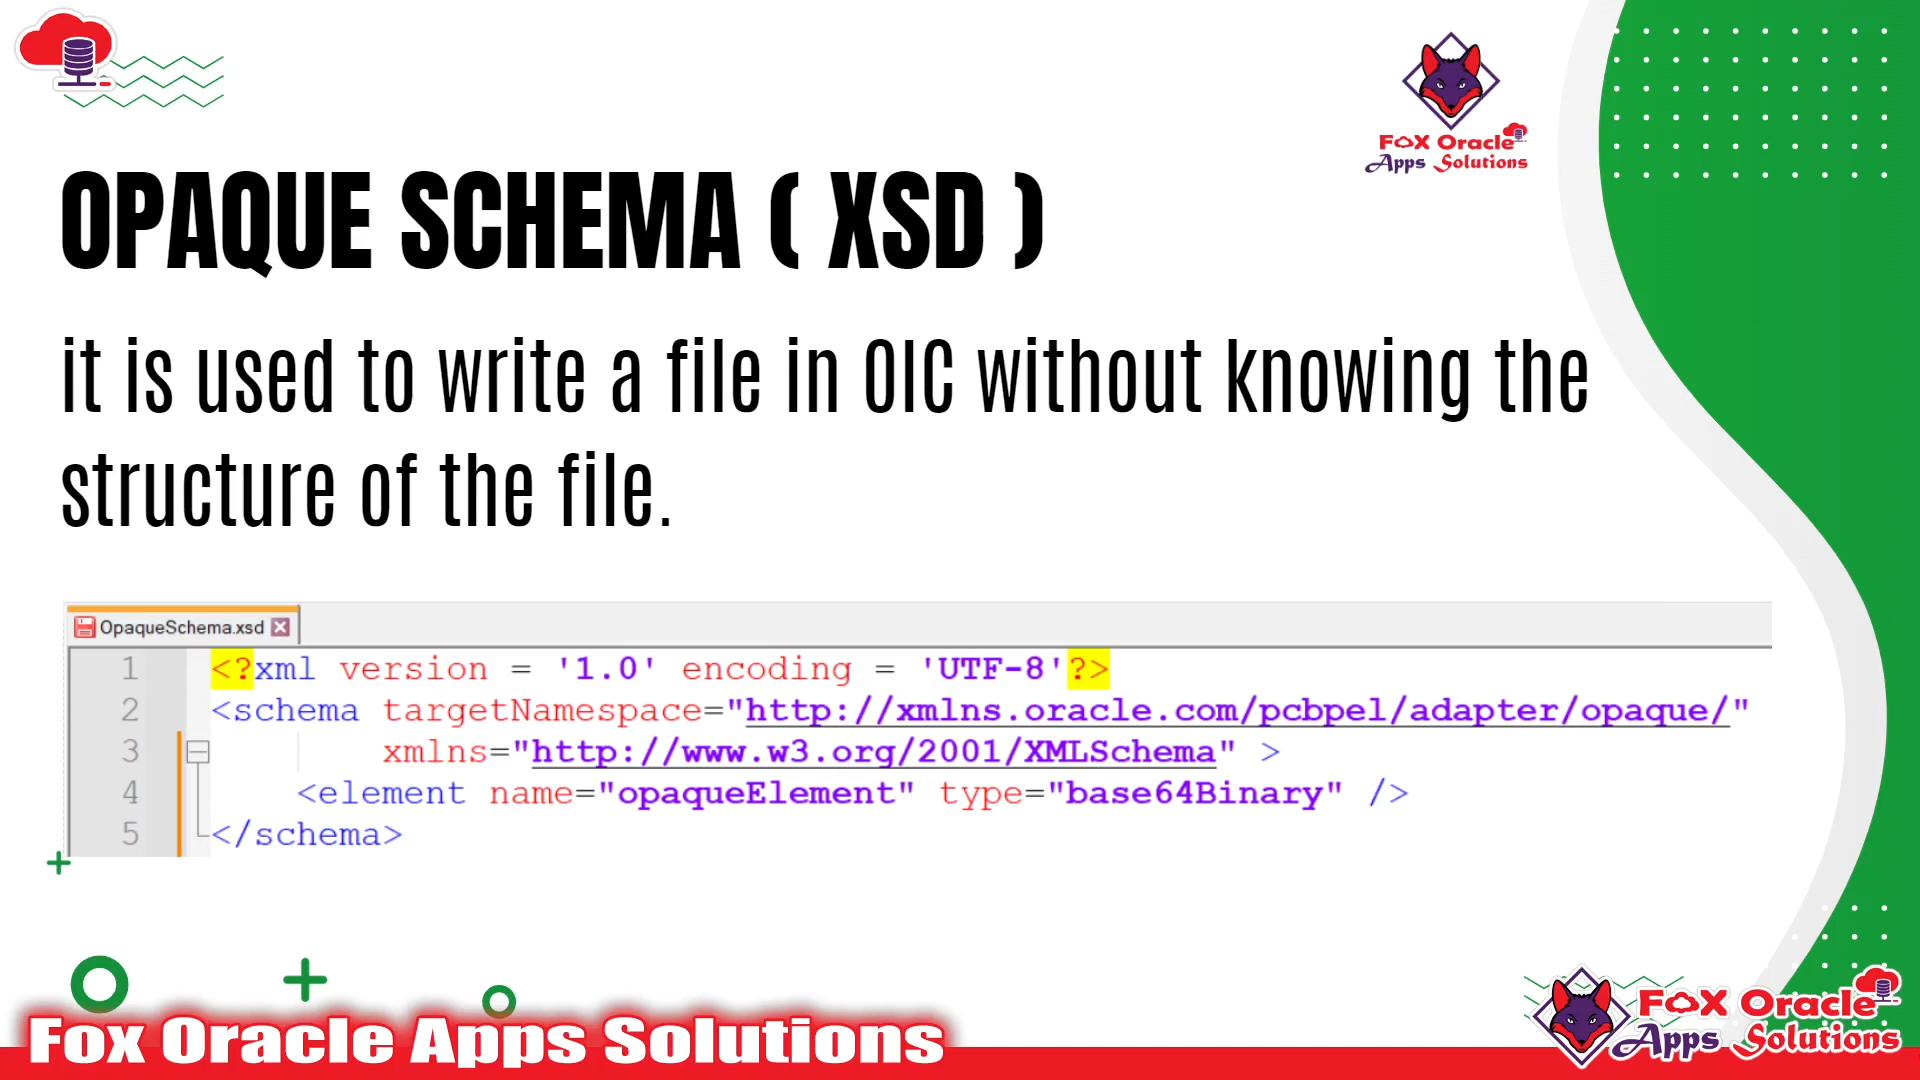 FOX Oracle
Apps Solutions
OPAQUE SCHEMA ( XSD )
it is used to write a file in OIC without knowing the
structure of the file.
OpaqueSchema.xsd
1 <?xml version = '1.0' encoding = 'UTF-8'?>
2 <schema targetNamespace="http://xmlns.oracle.com/pcbpel/adapter/opaque/"
3 xmlns="http://www.w3.org/2001/XMLSchema" >
4 <element name="opaqueElement" type="base64Binary" />
5 </schema>
Fox Oracle Apps Solutions
FOX Oracle
Apps Solutions